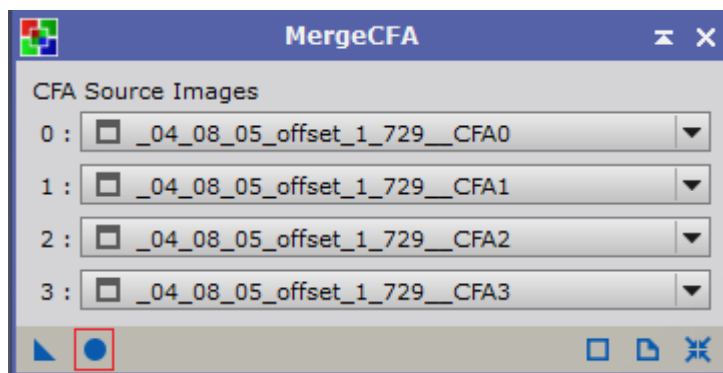 MergeCFA
CFA Source Images
0 : _04_08_05_offset_1_729__CFA0
1 : _04_08_05_offset_1_729__CFA1
2 : _04_08_05_offset_1_729__CFA2
3 : _04_08_05_offset_1_729__CFA3